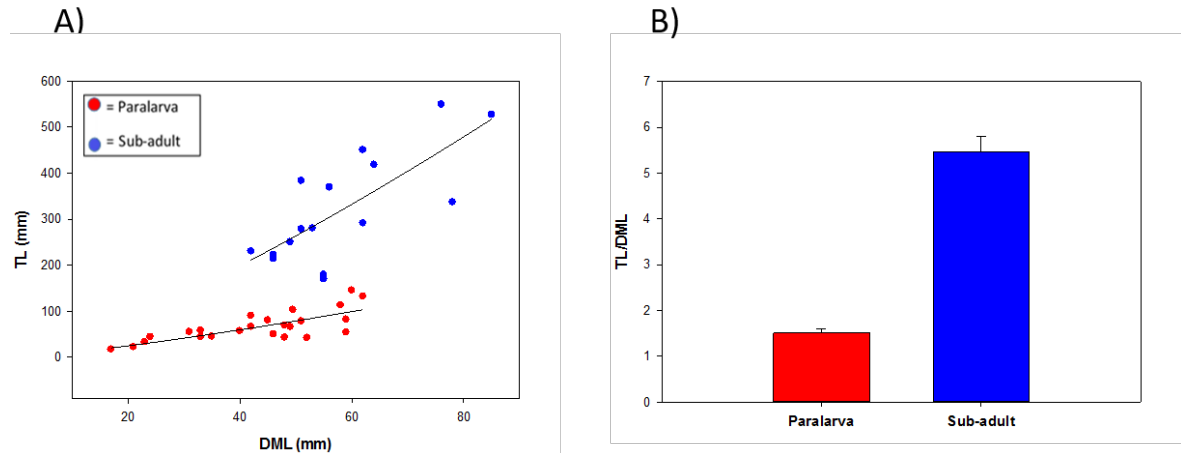 A)
B)
600
500
400
300
200
100
0
= Paralarva
= Sub-adult
TL (mm)
20
40
60
80
DML (mm)
7
6
5
4
3
2
1
0
TL/DML
Paralarva
Sub-adult